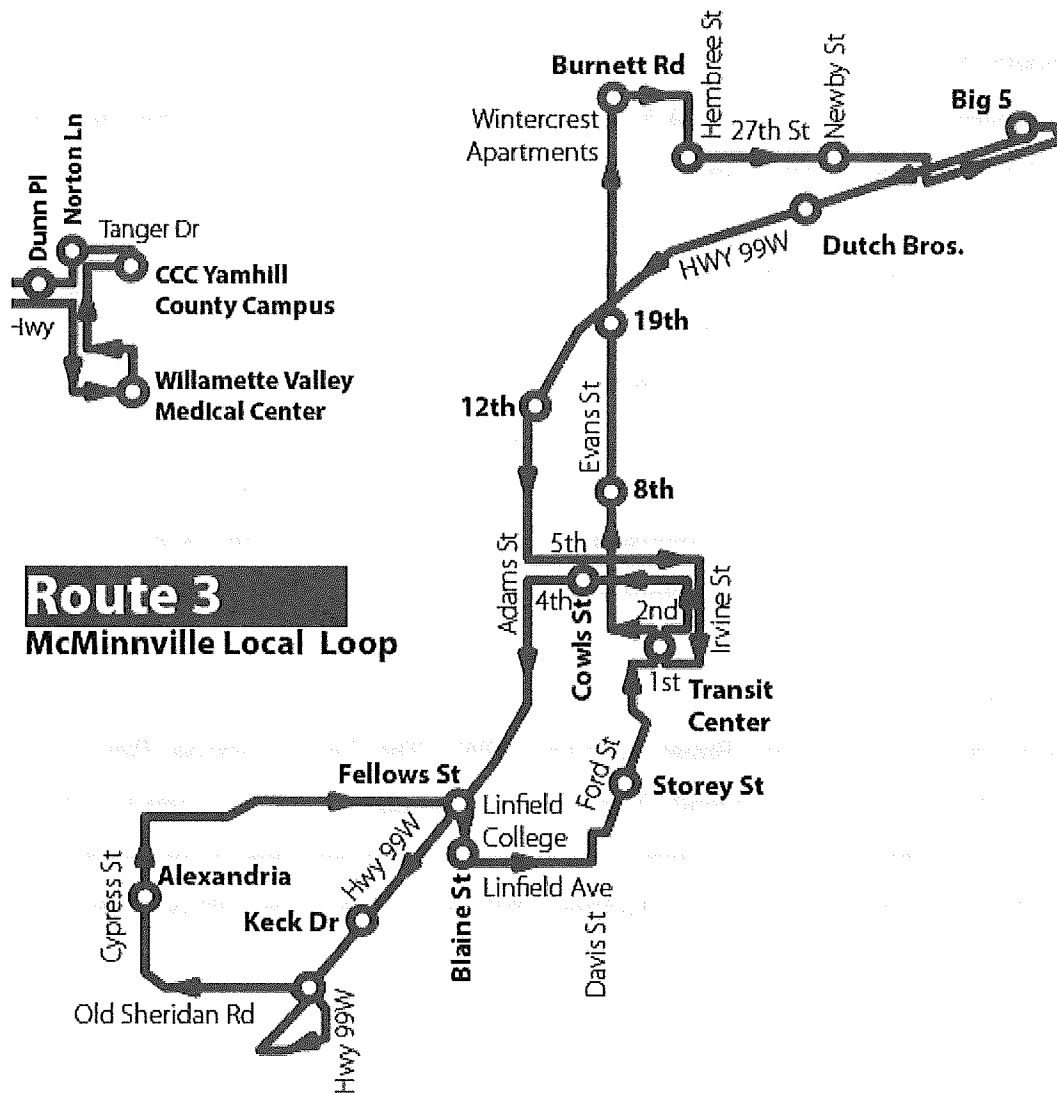 Burnett Rd
Wintercrest
Apartments
Hembree St
27th St
Newby St
Big 5
Dutch Bros.
HWY 99W
Dunn Pl
Norton Ln
Tanger Dr
CCC Yamhill
County Campus
Hwy
Willamette Valley
Medical Center
19th
12th
Evans St
8th
5th
Adams St
4th
Cowls St
2nd
Irvine St
1st
Transit
Center
Route 3
McMinnville Local Loop
Fellows St
Linfield
College
Ford St
Storey St
Hwy 99W
Cypress St
Alexandria
Keck Dr
Blaine St
Linfield Ave
Davis St
Old Sheridan Rd
Hwy 99W